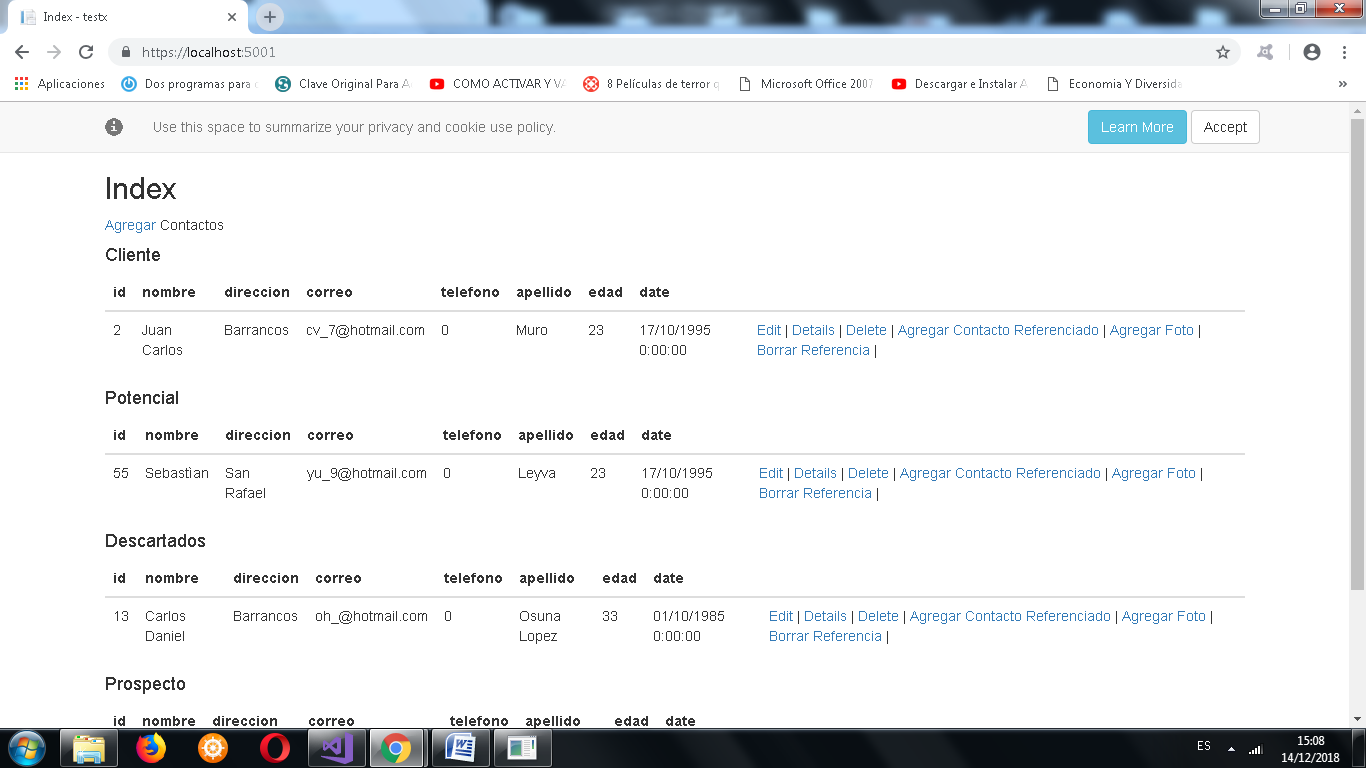 Index - testx
https://localhost:5001
Aplicaciones Dos programas para Clave Original Para A COMO ACTIVAR Y VA 8 Películas de terror q Microsoft Office 2007 Descargar e Instalar A Economia Y Diversida »
Use this space to summarize your privacy and cookie use policy. Learn More Accept
Index
Agregar Contactos
Cliente
id nombre direccion correo telefono apellido edad date
2 Juan Carlos Barrancos cv_7@hotmail.com 0 Muro 23 17/10/1995 0:00:00 Edit | Details | Delete | Agregar Contacto Referenciado | Agregar Foto | Borrar Referencia |
Potencial
id nombre direccion correo telefono apellido edad date
55 Sebastìan San Rafael yu_9@hotmail.com 0 Leyva 23 17/10/1995 0:00:00 Edit | Details | Delete | Agregar Contacto Referenciado | Agregar Foto | Borrar Referencia |
Descartados
id nombre direccion correo telefono apellido edad date
13 Carlos Daniel Barrancos oh_@hotmail.com 0 Osuna Lopez 33 01/10/1985 0:00:00 Edit | Details | Delete | Agregar Contacto Referenciado | Agregar Foto | Borrar Referencia |
Prospecto
id nombre direccion correo telefono apellido edad date
ES 15:08
14/12/2018